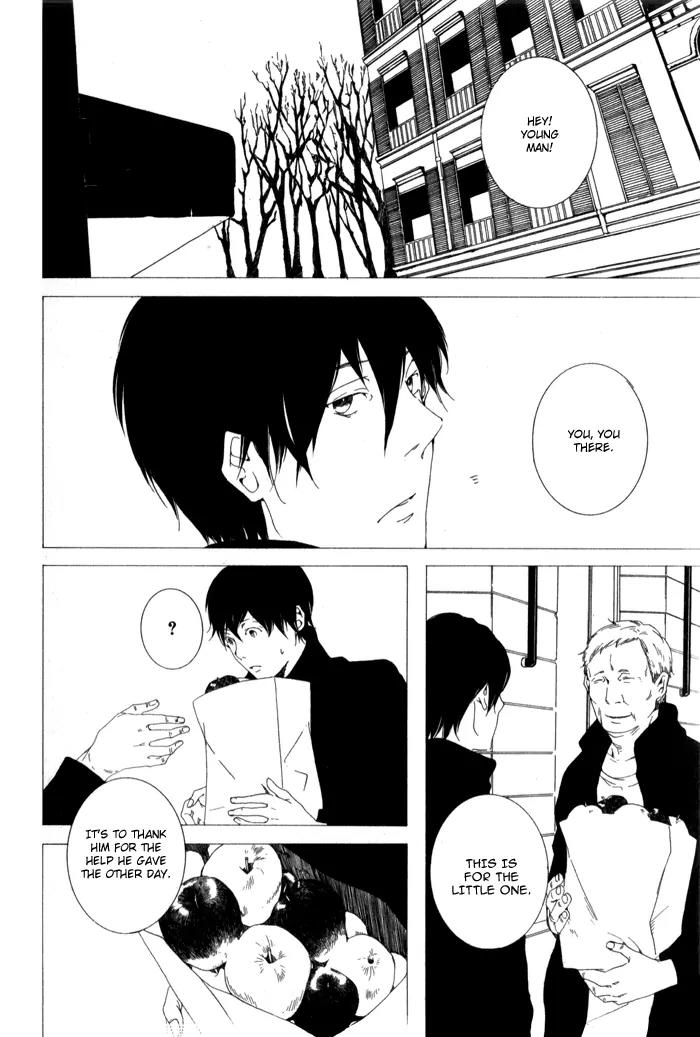 HEY!
YOUNG
MAN!
YOU, YOU
THERE.
THIS IS
FOR THE
LITTLE ONE.
?
IT'S TO THANK
HIM FOR THE
HELP HE GAVE
THE OTHER DAY.